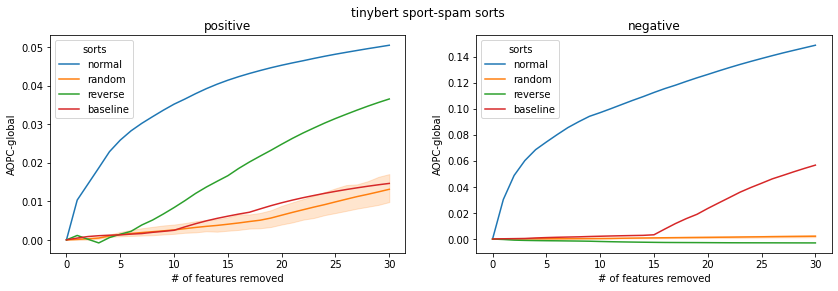 tinybert sport-spam sorts
positive
AOPC-global
0.05
0.04
0.03
0.02
0.01
0.00
sorts
normal
random
reverse
baseline
0 5 10 15 20 25 30
# of features removed
negative
AOPC-global
0.14
0.12
0.10
0.08
0.06
0.04
0.02
0.00
sorts
normal
random
reverse
baseline
0 5 10 15 20 25 30
# of features removed